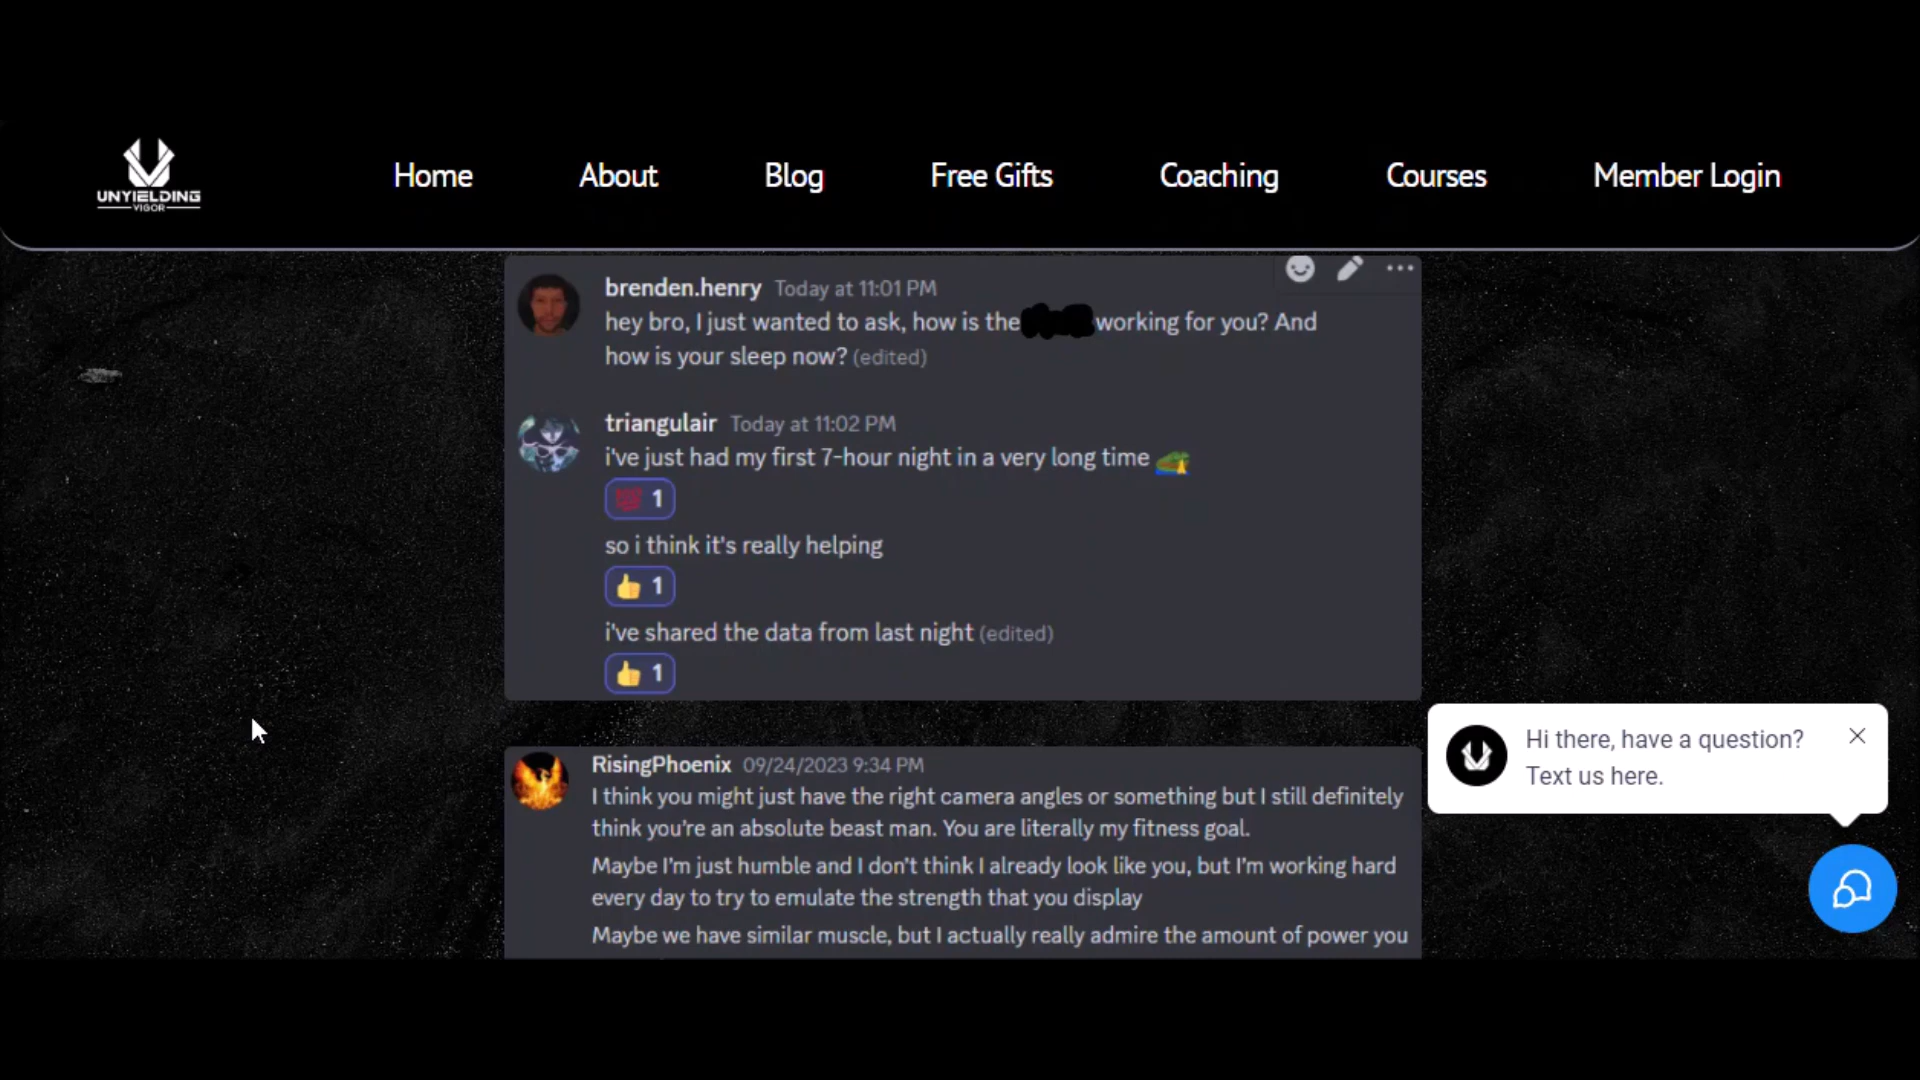 UNYIELDING
VIGOR
Home About Blog Free Gifts Coaching Courses Member Login
brenden.henry Today at 11:01 PM
hey bro, I just wanted to ask, how is the working for you? And
how is your sleep now? (edited)
triangulair Today at 11:02 PM
i've just had my first 7-hour night in a very long time
💯 1
so i think it's really helping
👍 1
i've shared the data from last night (edited)
👍 1
RisingPhoenix 09/24/2023 9:34 PM
I think you might just have the right camera angles or something but I still definitely
think you're an absolute beast man. You are literally my fitness goal.
Maybe I'm just humble and I don't think I already look like you, but I'm working hard
every day to try to emulate the strength that you display
Maybe we have similar muscle, but I actually really admire the amount of power you
Hi there, have a question?
Text us here.